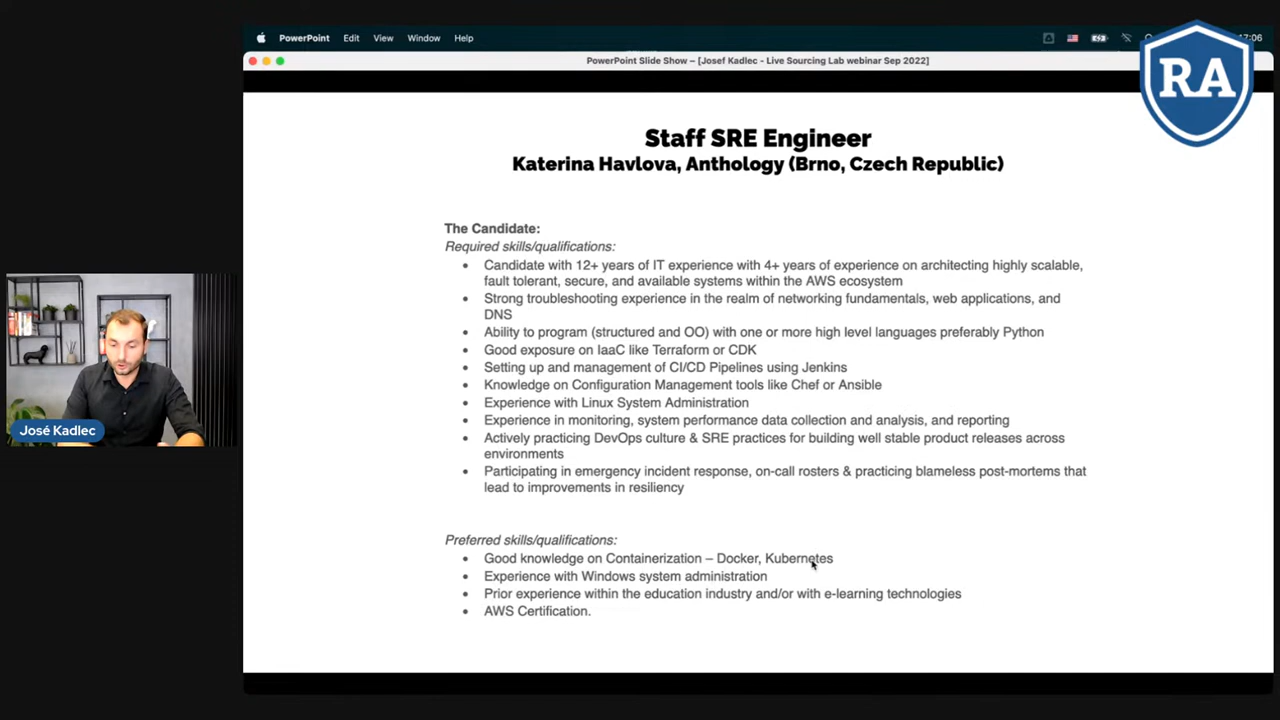 PowerPoint Edit View Window Help
17:06
PowerPoint Slide Show – [Josef Kadlec - Live Sourcing Lab webinar Sep 2022]
RA
Staff SRE Engineer
Katerina Havlova, Anthology (Brno, Czech Republic)
The Candidate:
Required skills/qualifications:
• Candidate with 12+ years of IT experience with 4+ years of experience on architecting highly scalable,
fault tolerant, secure, and available systems within the AWS ecosystem
• Strong troubleshooting experience in the realm of networking fundamentals, web applications, and
DNS
• Ability to program (structured and OO) with one or more high level languages preferably Python
• Good exposure on IaaC like Terraform or CDK
• Setting up and management of CI/CD Pipelines using Jenkins
• Knowledge on Configuration Management tools like Chef or Ansible
• Experience with Linux System Administration
• Experience in monitoring, system performance data collection and analysis, and reporting
• Actively practicing DevOps culture & SRE practices for building well stable product releases across
environments
• Participating in emergency incident response, on-call rosters & practicing blameless post-mortems that
lead to improvements in resiliency
Preferred skills/qualifications:
• Good knowledge on Containerization – Docker, Kubernetes
• Experience with Windows system administration
• Prior experience within the education industry and/or with e-learning technologies
• AWS Certification.
José Kadlec